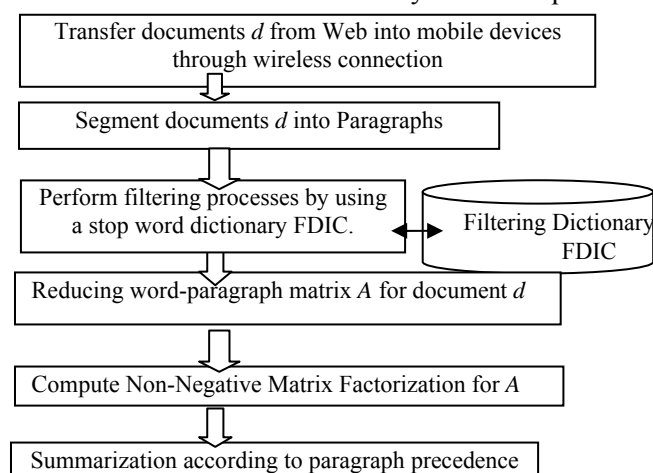 Transfer documents d from Web into mobile devices
through wireless connection
Segment documents d into Paragraphs
Perform filtering processes by using
a stop word dictionary FDIC.
Filtering Dictionary
FDIC
Reducing word-paragraph matrix A for document d
Compute Non-Negative Matrix Factorization for A
Summarization according to paragraph precedence